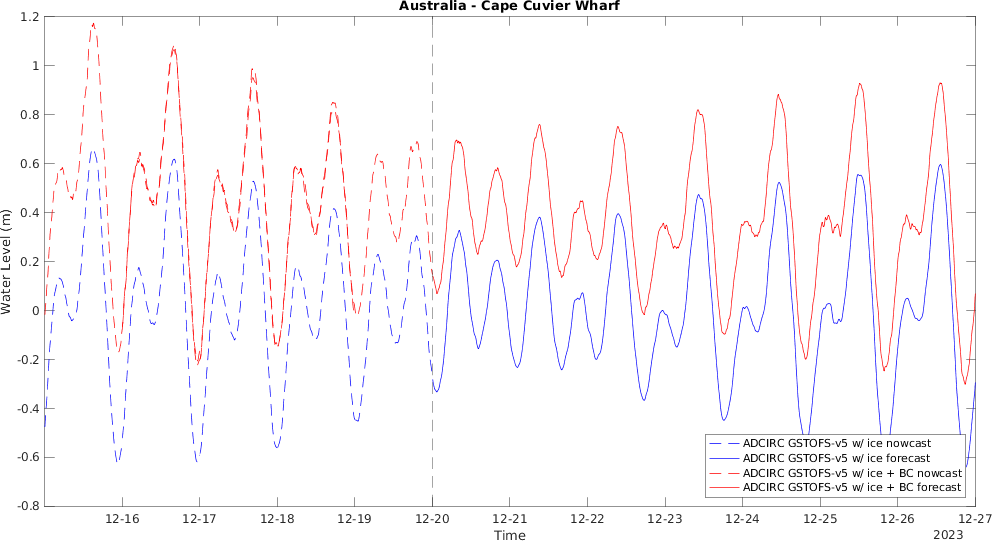 Australia - Cape Cuvier Wharf
1.2
1
0.8
0.6
0.4
0.2
0
-0.2
-0.4
-0.6
-0.8
Water Level (m)
ADCIRC GSTOFS-v5 w/ ice nowcast
ADCIRC GSTOFS-v5 w/ ice forecast
ADCIRC GSTOFS-v5 w/ ice + BC nowcast
ADCIRC GSTOFS-v5 w/ ice + BC forecast
12-16 12-17 12-18 12-19 12-20 12-21 12-22 12-23 12-24 12-25 12-26 12-27
Time
2023